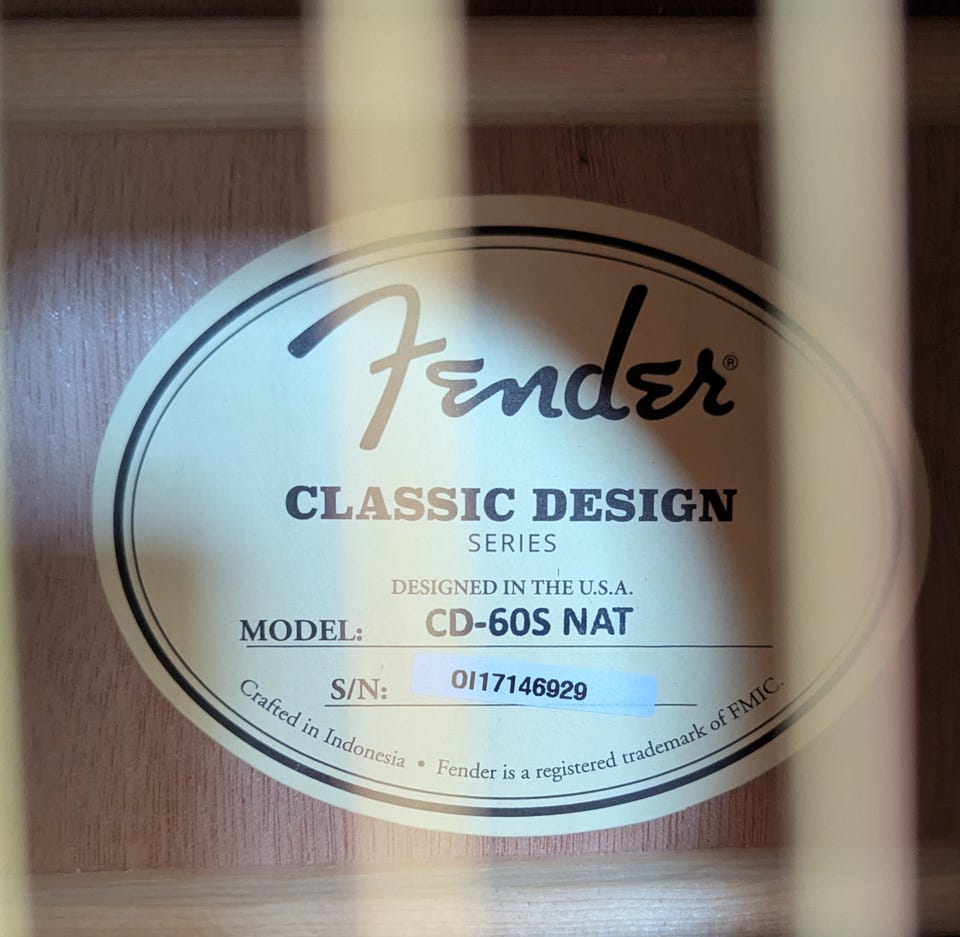 Fender®
CLASSIC DESIGN
SERIES
DESIGNED IN THE U.S.A.
MODEL: CD-60S NAT
S/N: OI17146929
Crafted in Indonesia • Fender is a registered trademark of FMIC.